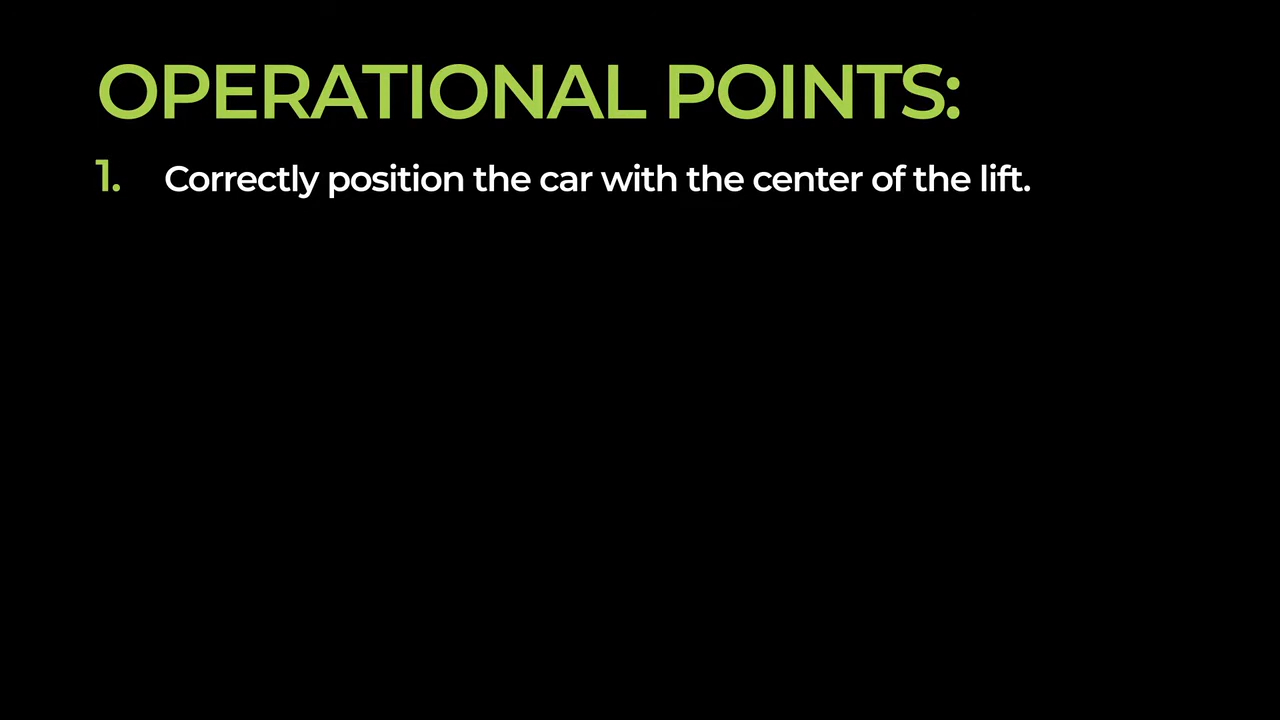 OPERATIONAL POINTS:
1. Correctly position the car with the center of the lift.